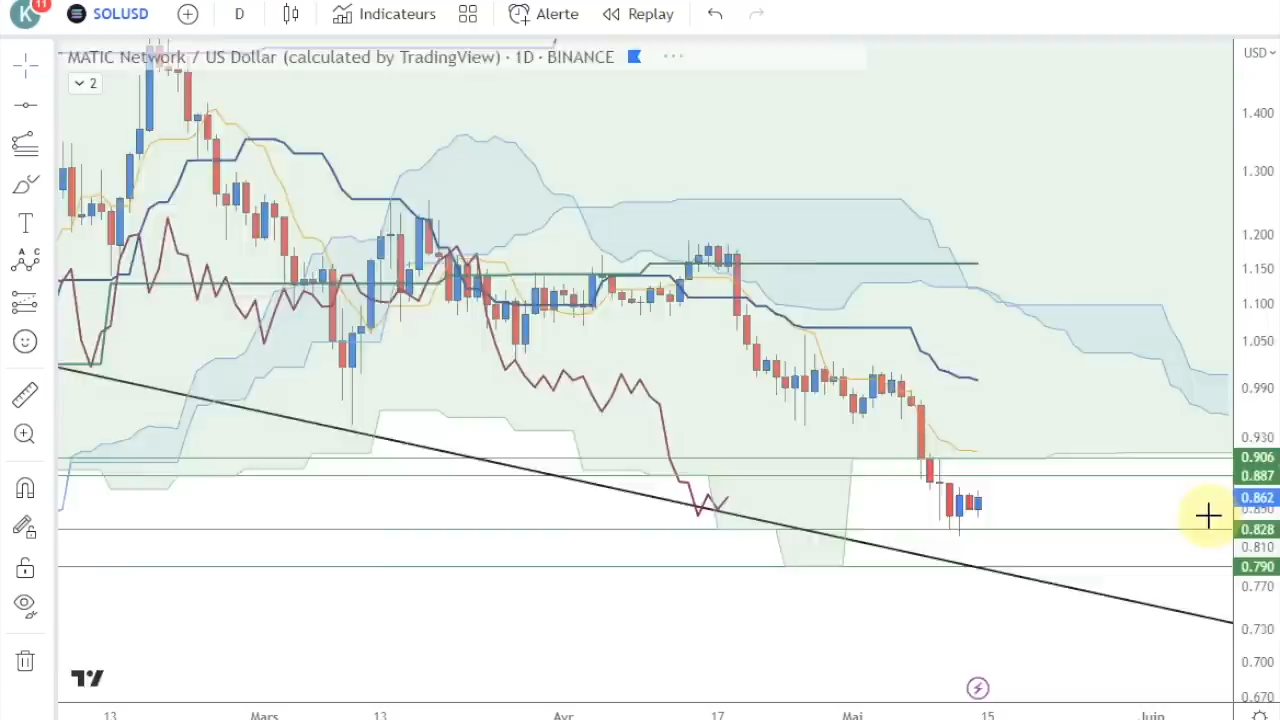 K 11 SOLUSD D Indicateurs Alerte Replay
MATIC Network / US Dollar (calculated by TradingView) · 1D · BINANCE
2
USD
1.400
1.300
1.200
1.150
1.100
1.050
0.990
0.930
0.906
0.887
0.862
0.850
0.828
0.810
0.790
0.770
0.730
0.700
0.670
T
A C
B
13 Mars 13 Avr 17 Mai 15 Juin